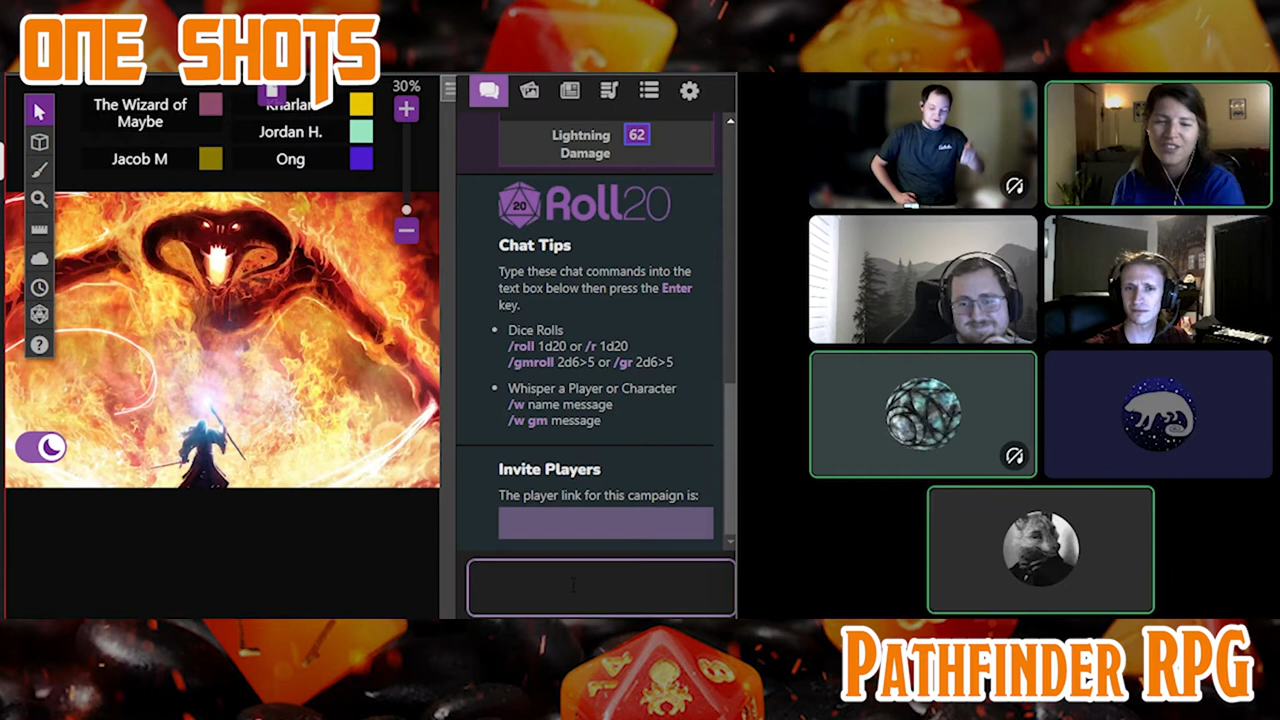 ONE SHOTS
The Wizard of
Maybe
Kharlan
Jordan H.
Jacob M
Ong
30%
Lightning
Damage
62
20
Roll20
Chat Tips
Type these chat commands into the
text box below then press the Enter
key.
• Dice Rolls
/roll 1d20 or /r 1d20
/gmroll 2d6>5 or /gr 2d6>5
• Whisper a Player or Character
/w name message
/w gm message
Invite Players
The player link for this campaign is:
PATHFINDER RPG